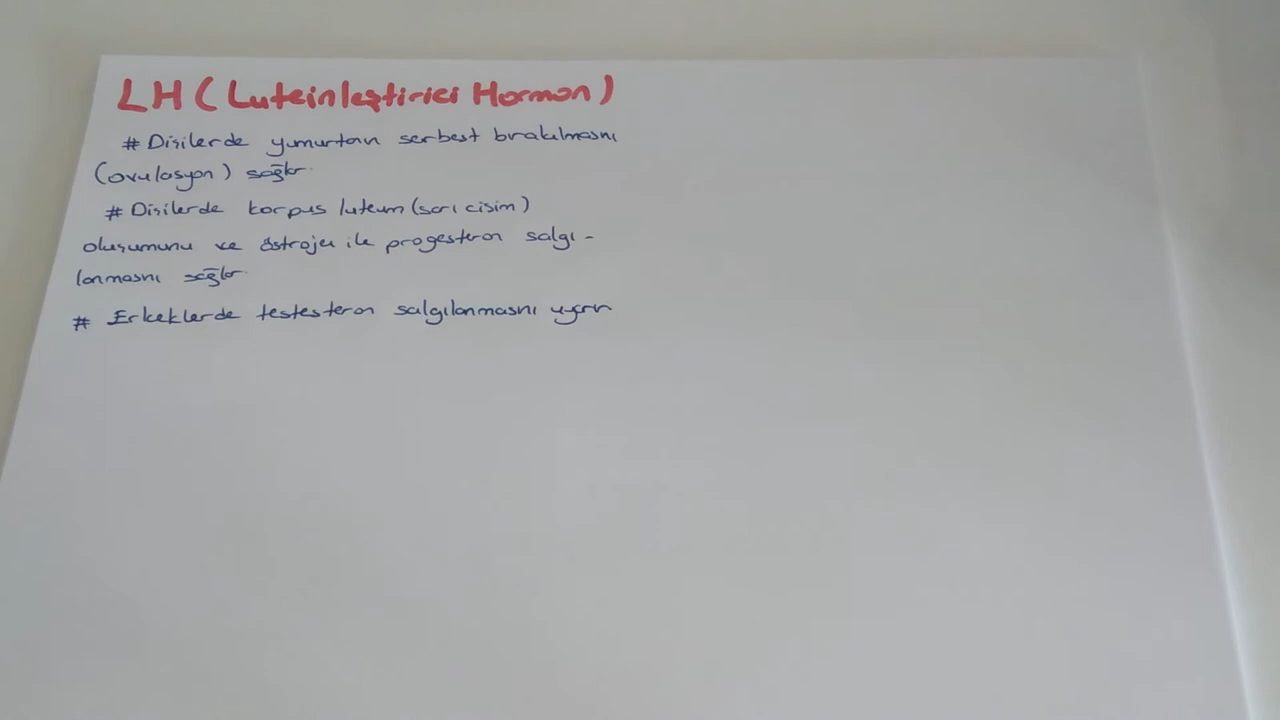 LH (Luteinleştirici Hormon)
# Dişilerde yumurtanın serbest bırakılmasını
(ovulasyon) sağlar.
# Dişilerde korpus luteum (sarı cisim)
oluşumunu ve östrojen ile progesteron salgı-
lanmasını sağlar.
# Erkeklerde testesteron salgılanmasını uyarır